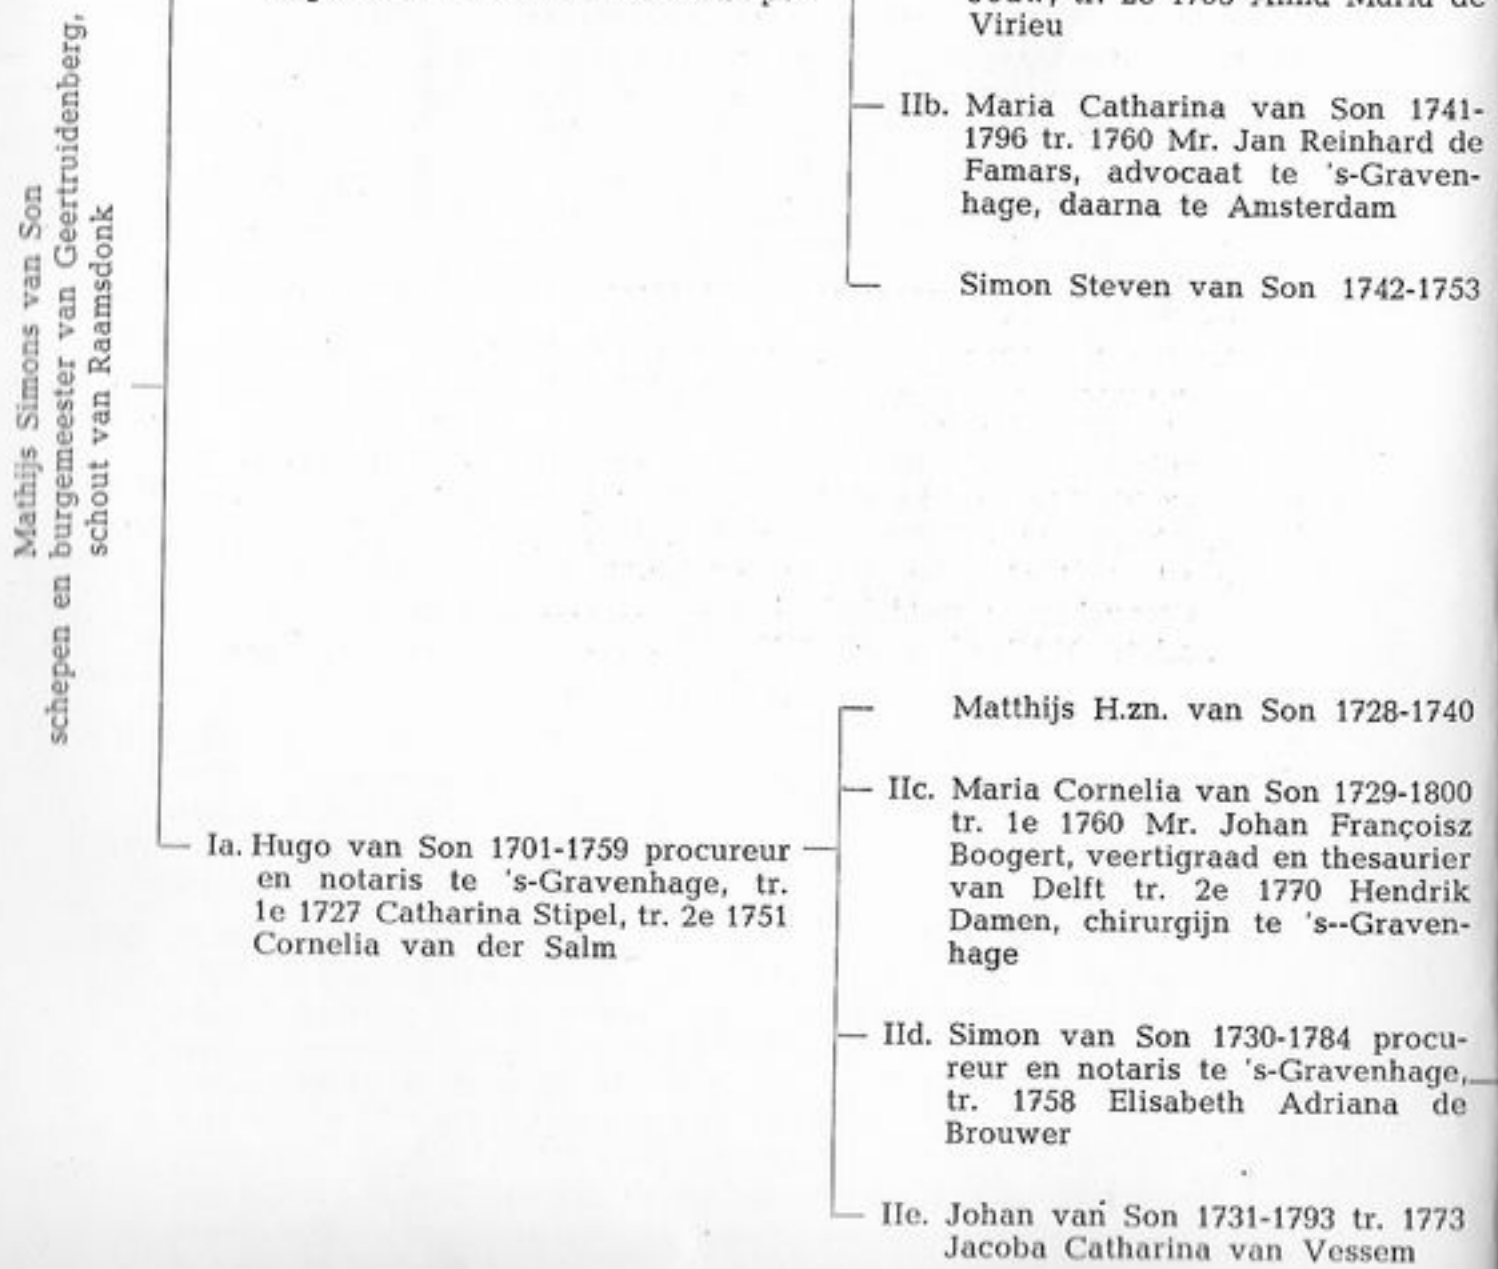 Mathijs Simons van Son
schepen en burgemeester van Geertruidenberg,
schout van Raamsdonk
Virieu
IIb. Maria Catharina van Son 1741-
1796 tr. 1760 Mr. Jan Reinhard de
Famars, advocaat te 's-Graven-
hage, daarna te Amsterdam
Simon Steven van Son 1742-1753
Ia. Hugo van Son 1701-1759 procureur
en notaris te 's-Gravenhage, tr.
1e 1727 Catharina Stipel, tr. 2e 1751
Cornelia van der Salm
Matthijs H.zn. van Son 1728-1740
IIc. Maria Cornelia van Son 1729-1800
tr. 1e 1760 Mr. Johan Françoisz
Boogert, veertigraad en thesaurier
van Delft tr. 2e 1770 Hendrik
Damen, chirurgijn te 's--Graven-
hage
IId. Simon van Son 1730-1784 procu-
reur en notaris te 's-Gravenhage,
tr. 1758 Elisabeth Adriana de
Brouwer
IIe. Johan van Son 1731-1793 tr. 1773
Jacoba Catharina van Vessem